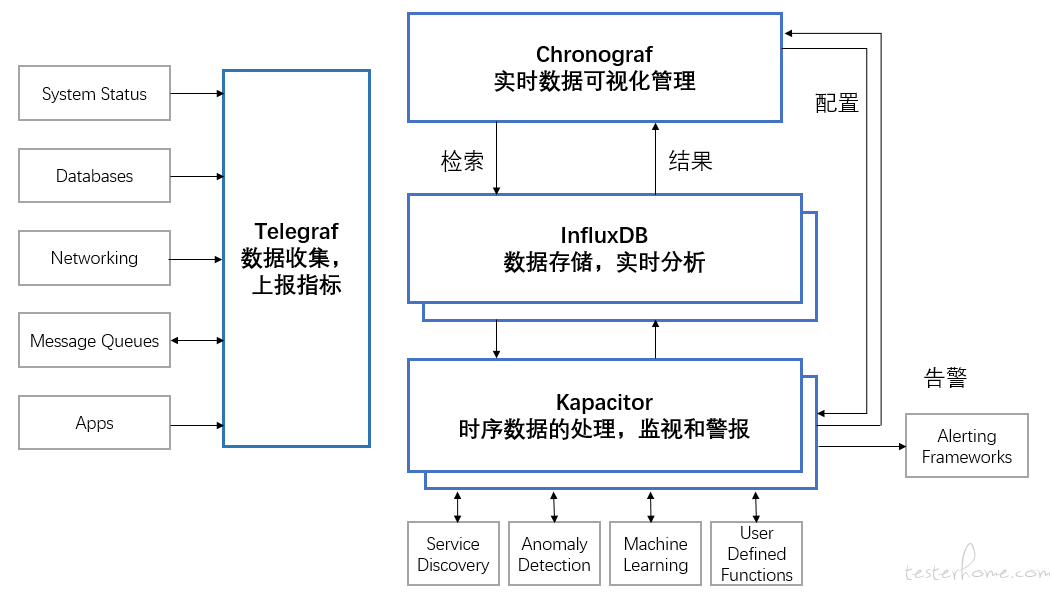 System Status
Databases
Networking
Message Queues
Apps
Telegraf
数据收集，
上报指标
Chronograf
实时数据可视化管理
检索
结果
配置
InfluxDB
数据存储，实时分析
Kapacitor
时序数据的处理，监视和警报
告警
Alerting
Frameworks
Service
Discovery
Anomaly
Detection
Machine
Learning
User
Defined
Functions
testerhome.com